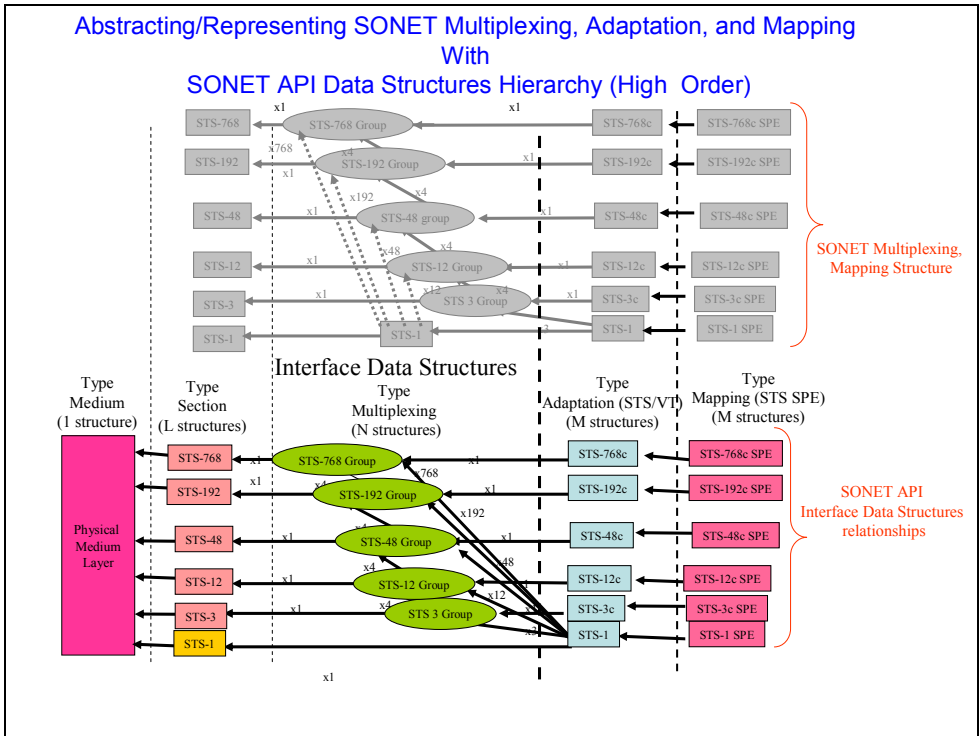 Abstracting/Representing SONET Multiplexing, Adaptation, and Mapping
With
SONET API Data Structures Hierarchy (High Order)
x1
x1
STS-768
STS-768 Group
STS-768c
STS-768c SPE
x768
x4
x1
STS-192
STS-192 Group
STS-192c
STS-192c SPE
x1
x192
x4
STS-48
x1
STS-48 group
x1
STS-48c
STS-48c SPE
x48
x4
STS-12
x1
STS-12 Group
x1
STS-12c
STS-12c SPE
x12
x4
STS-3
x1
STS 3 Group
x1
STS-3c
STS-3c SPE
STS-1
x1
STS-1
3
STS-1
STS-1 SPE
SONET Multiplexing,
Mapping Structure
Interface Data Structures
Type
Medium
(1 structure)
Type
Section
(L structures)
Type
Multiplexing
(N structures)
Type
Adaptation (STS/VT)
(M structures)
Type
Mapping (STS SPE)
(M structures)
STS-768
x1
STS-768 Group
x1
STS-768c
STS-768c SPE
x768
STS-192
x1
x4
STS-192 Group
x1
STS-192c
STS-192c SPE
x192
STS-48
x1
x4
STS-48 Group
x1
STS-48c
STS-48c SPE
x48
STS-12
x1
x4
STS-12 Group
STS-12c
STS-12c SPE
x12
STS-3
x1
x4
STS 3 Group
STS-3c
STS-3c SPE
STS-1
x3
STS-1
STS-1 SPE
x1
Physical
Medium
Layer
SONET API
Interface Data Structures
relationships